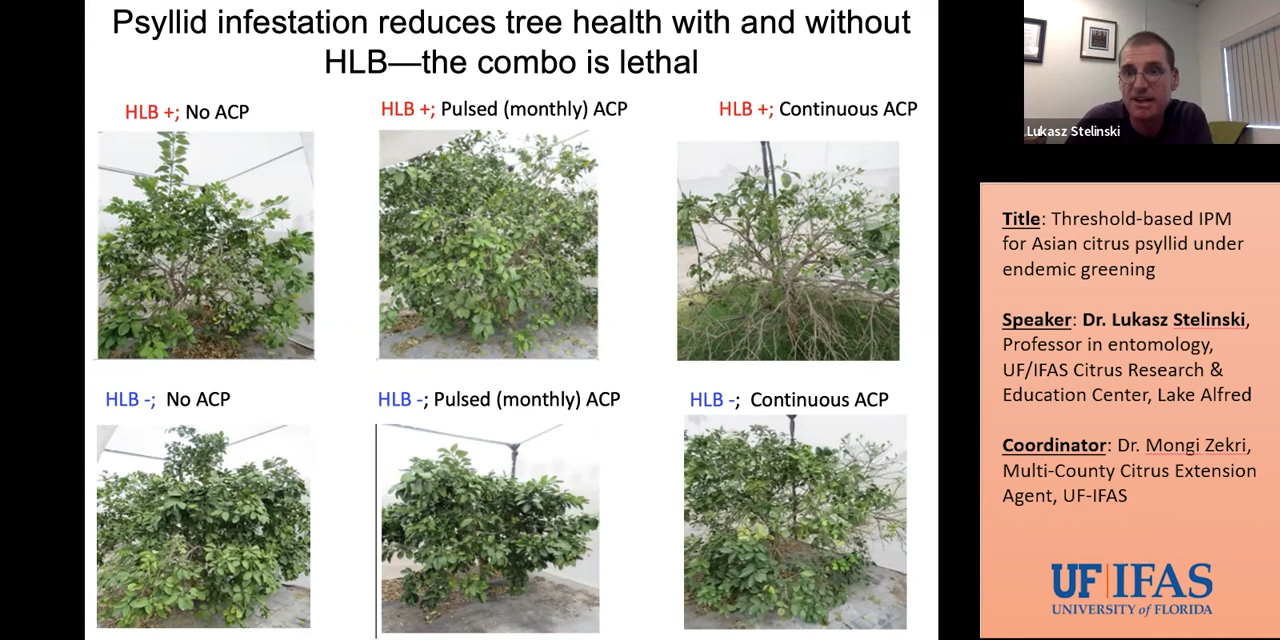 Psyllid infestation reduces tree health with and without
HLB—the combo is lethal
HLB +; No ACP
HLB +; Pulsed (monthly) ACP
HLB +; Continuous ACP
HLB -; No ACP
HLB -; Pulsed (monthly) ACP
HLB -; Continuous ACP
Lukasz Stelinski
Title: Threshold-based IPM
for Asian citrus psyllid under
endemic greening
Speaker: Dr. Lukasz Stelinski,
Professor in entomology,
UF/IFAS Citrus Research &
Education Center, Lake Alfred
Coordinator: Dr. Mongi Zekri,
Multi-County Citrus Extension
Agent, UF-IFAS
UF|IFAS
UNIVERSITY of FLORIDA